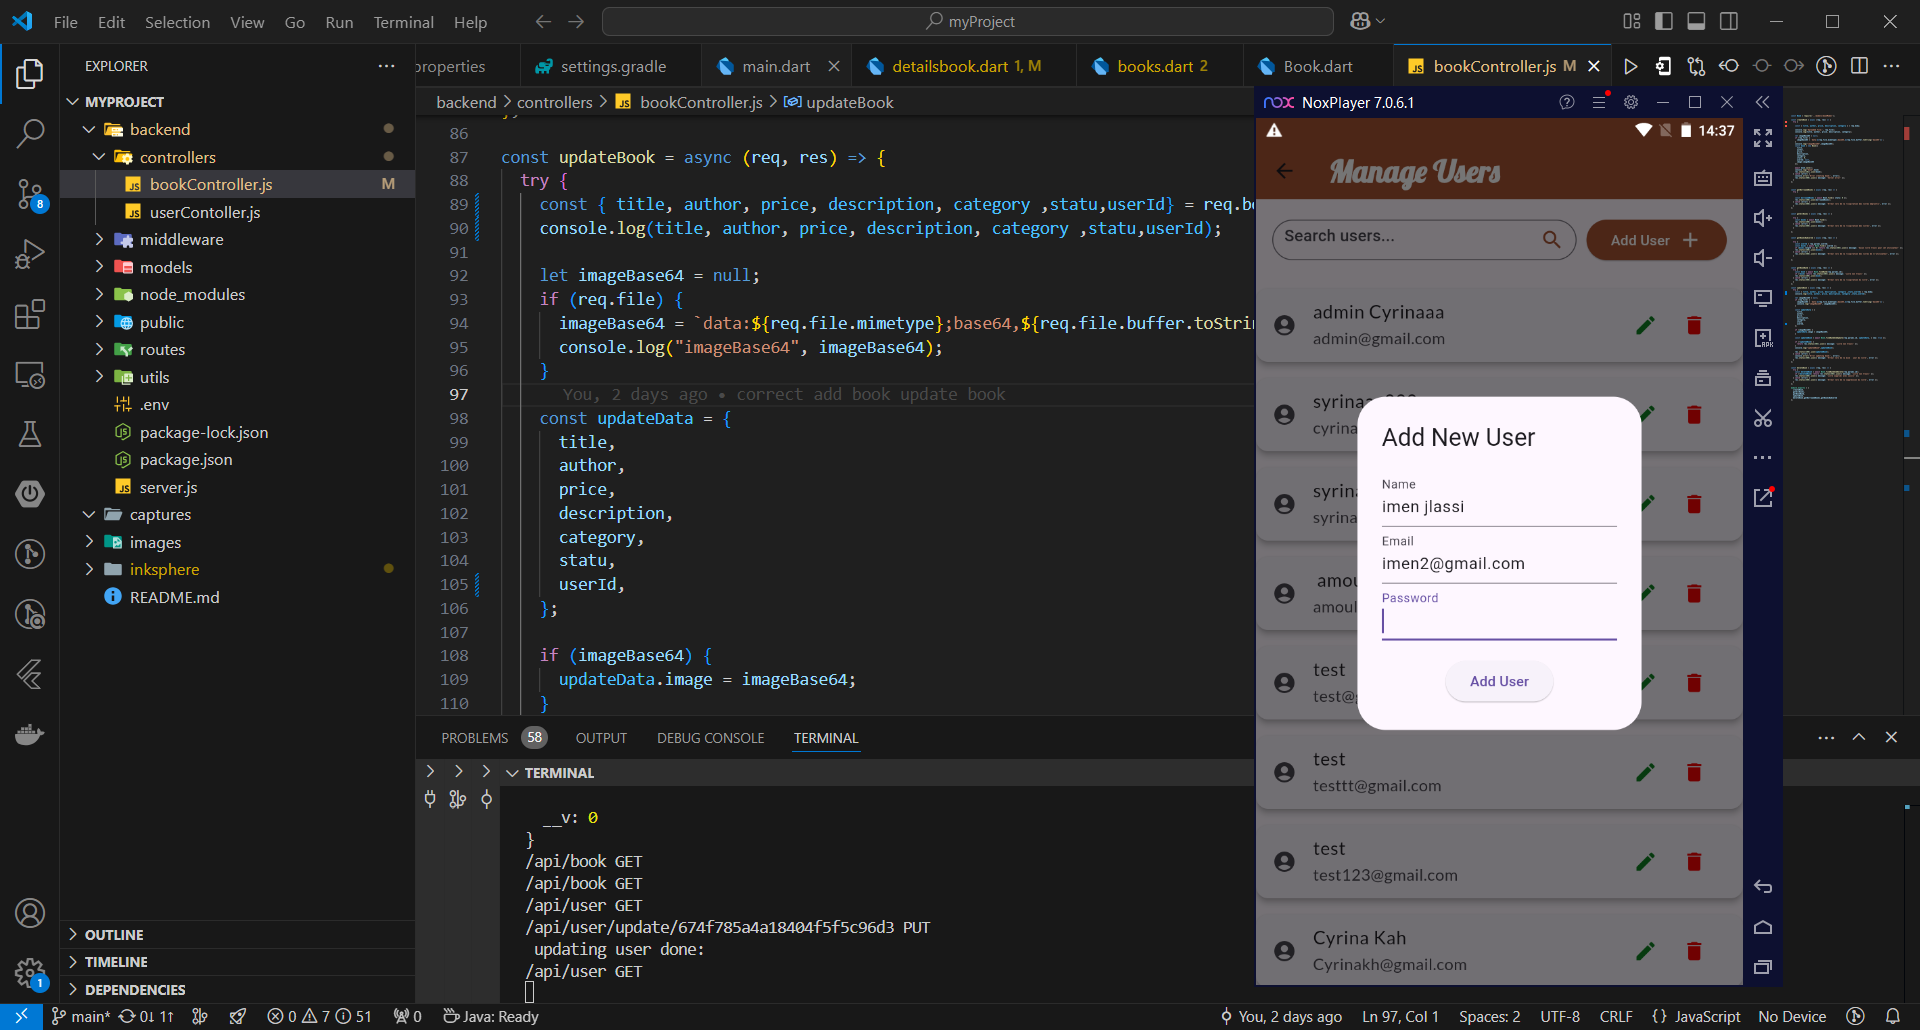 File Edit Selection View Go Run Terminal Help
myProject
EXPLORER
MYPROJECT
backend
controllers
bookController.js M
userContoller.js
middleware
models
node_modules
public
routes
utils
.env
package-lock.json
package.json
server.js
captures
images
inksphere
README.md
OUTLINE
TIMELINE
DEPENDENCIES
8
1
properties
settings.gradle
main.dart
detailsbook.dart 1, M
books.dart 2
Book.dart
bookController.js M
backend > controllers > bookController.js > updateBook
86
87 const updateBook = async (req, res) => {
88 try {
89 const { title, author, price, description, category ,statu,userId} = req.bo
90 console.log(title, author, price, description, category ,statu,userId);
91
92 let imageBase64 = null;
93 if (req.file) {
94 imageBase64 = `data:${req.file.mimetype};base64,${req.file.buffer.toStrin
95 console.log("imageBase64", imageBase64);
96 }
97 You, 2 days ago • correct add book update book
98 const updateData = {
99 title,
100 author,
101 price,
102 description,
103 category,
104 statu,
105 userId,
106 };
107
108 if (imageBase64) {
109 updateData.image = imageBase64;
110 }
PROBLEMS 58 OUTPUT DEBUG CONSOLE TERMINAL
TERMINAL
__v: 0
}
/api/book GET
/api/book GET
/api/user GET
/api/user/update/674f785a4a18404f5f5c96d3 PUT
updating user done:
/api/user GET
nox NoxPlayer 7.0.6.1
14:37
Manage Users
Search users...
Add User +
admin Cyrinaaa
admin@gmail.com
syrinaa
cyrina
syrina
syrina
amou
amoul
test
test@g
test
testtt@gmail.com
test
test123@gmail.com
Cyrina Kah
Cyrinakh@gmail.com
Add New User
Name
imen jlassi
Email
imen2@gmail.com
Password
Add User
APK
main* 0↓ 1↑ 0 7 51 0 Java: Ready
You, 2 days ago Ln 97, Col 1 Spaces: 2 UTF-8 CRLF {} JavaScript No Device